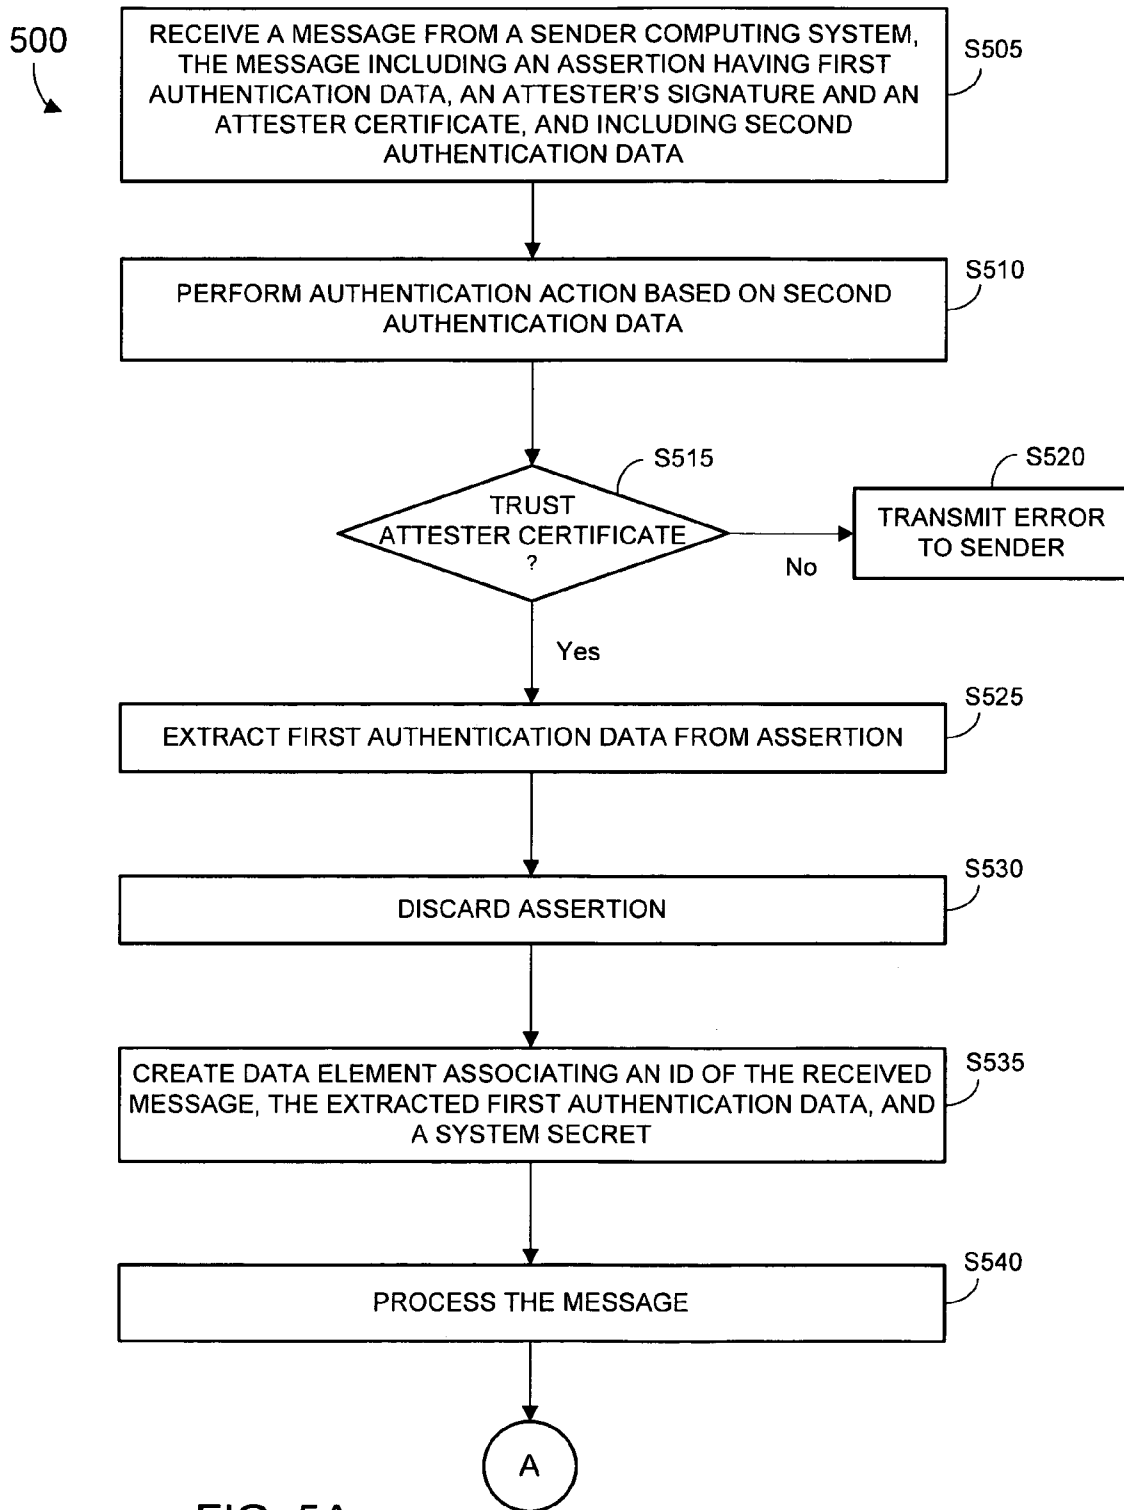 500
RECEIVE A MESSAGE FROM A SENDER COMPUTING SYSTEM,
THE MESSAGE INCLUDING AN ASSERTION HAVING FIRST
AUTHENTICATION DATA, AN ATTESTER'S SIGNATURE AND AN
ATTESTER CERTIFICATE, AND INCLUDING SECOND
AUTHENTICATION DATA
S505
PERFORM AUTHENTICATION ACTION BASED ON SECOND
AUTHENTICATION DATA
S510
TRUST
ATTESTER CERTIFICATE
?
S515
No
S520
TRANSMIT ERROR
TO SENDER
Yes
EXTRACT FIRST AUTHENTICATION DATA FROM ASSERTION
S525
DISCARD ASSERTION
S530
CREATE DATA ELEMENT ASSOCIATING AN ID OF THE RECEIVED
MESSAGE, THE EXTRACTED FIRST AUTHENTICATION DATA, AND
A SYSTEM SECRET
S535
PROCESS THE MESSAGE
S540
A
FIG. 5A